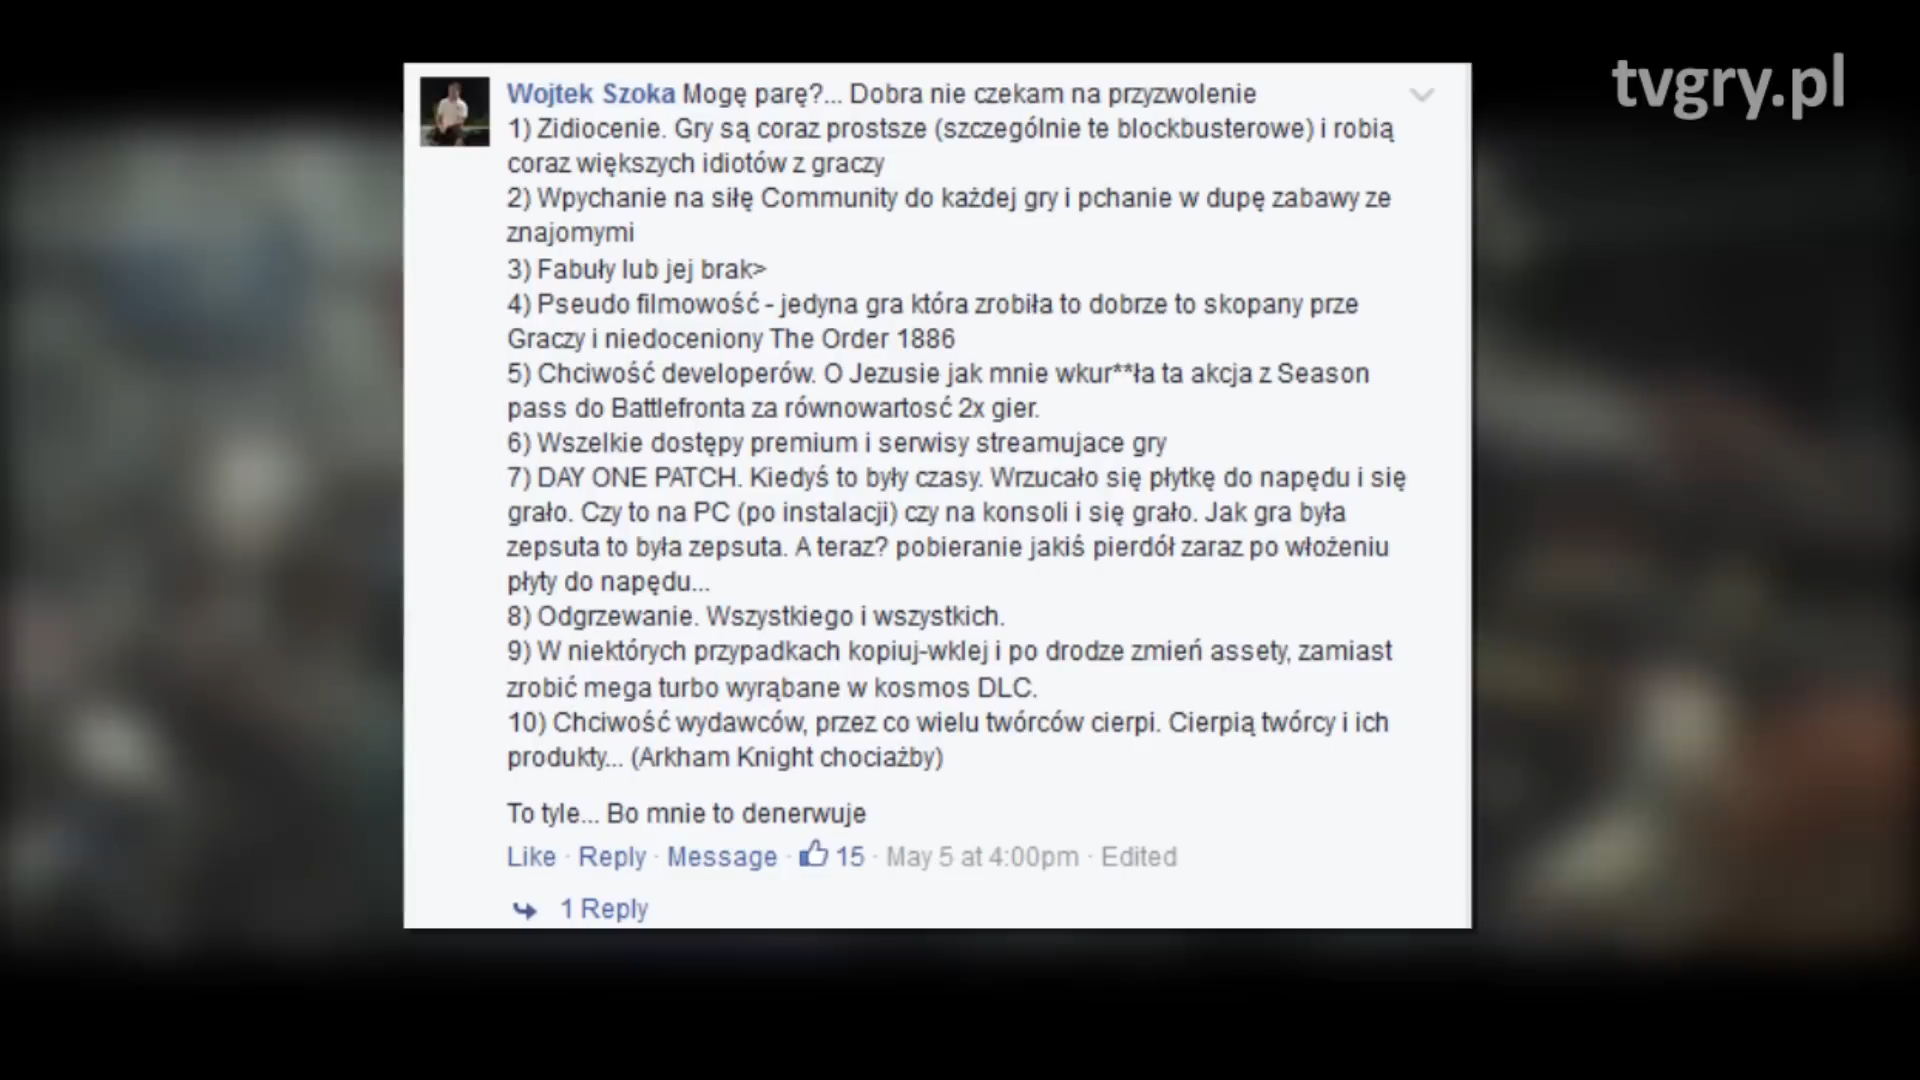 tvgry.pl
Wojtek Szoka Mogę parę?... Dobra nie czekam na przyzwolenie
1) Zidiocenie. Gry są coraz prostsze (szczególnie te blockbusterowe) i robią
coraz większych idiotów z graczy
2) Wpychanie na siłę Community do każdej gry i pchanie w dupę zabawy ze
znajomymi
3) Fabuły lub jej brak>
4) Pseudo filmowość - jedyna gra która zrobiła to dobrze to skopany prze
Graczy i niedoceniony The Order 1886
5) Chciwość developerów. O Jezusie jak mnie wkur**ła ta akcja z Season
pass do Battlefronta za równowartosć 2x gier.
6) Wszelkie dostępy premium i serwisy streamujace gry
7) DAY ONE PATCH. Kiedyś to były czasy. Wrzucało się płytkę do napędu i się
grało. Czy to na PC (po instalacji) czy na konsoli i się grało. Jak gra była
zepsuta to była zepsuta. A teraz? pobieranie jakiś pierdół zaraz po włożeniu
płyty do napędu...
8) Odgrzewanie. Wszystkiego i wszystkich.
9) W niektórych przypadkach kopiuj-wklej i po drodze zmień assety, zamiast
zrobić mega turbo wyrąbane w kosmos DLC.
10) Chciwość wydawców, przez co wielu twórców cierpi. Cierpią twórcy i ich
produkty... (Arkham Knight chociażby)
To tyle... Bo mnie to denerwuje
Like · Reply · Message · 15 · May 5 at 4:00pm · Edited
1 Reply